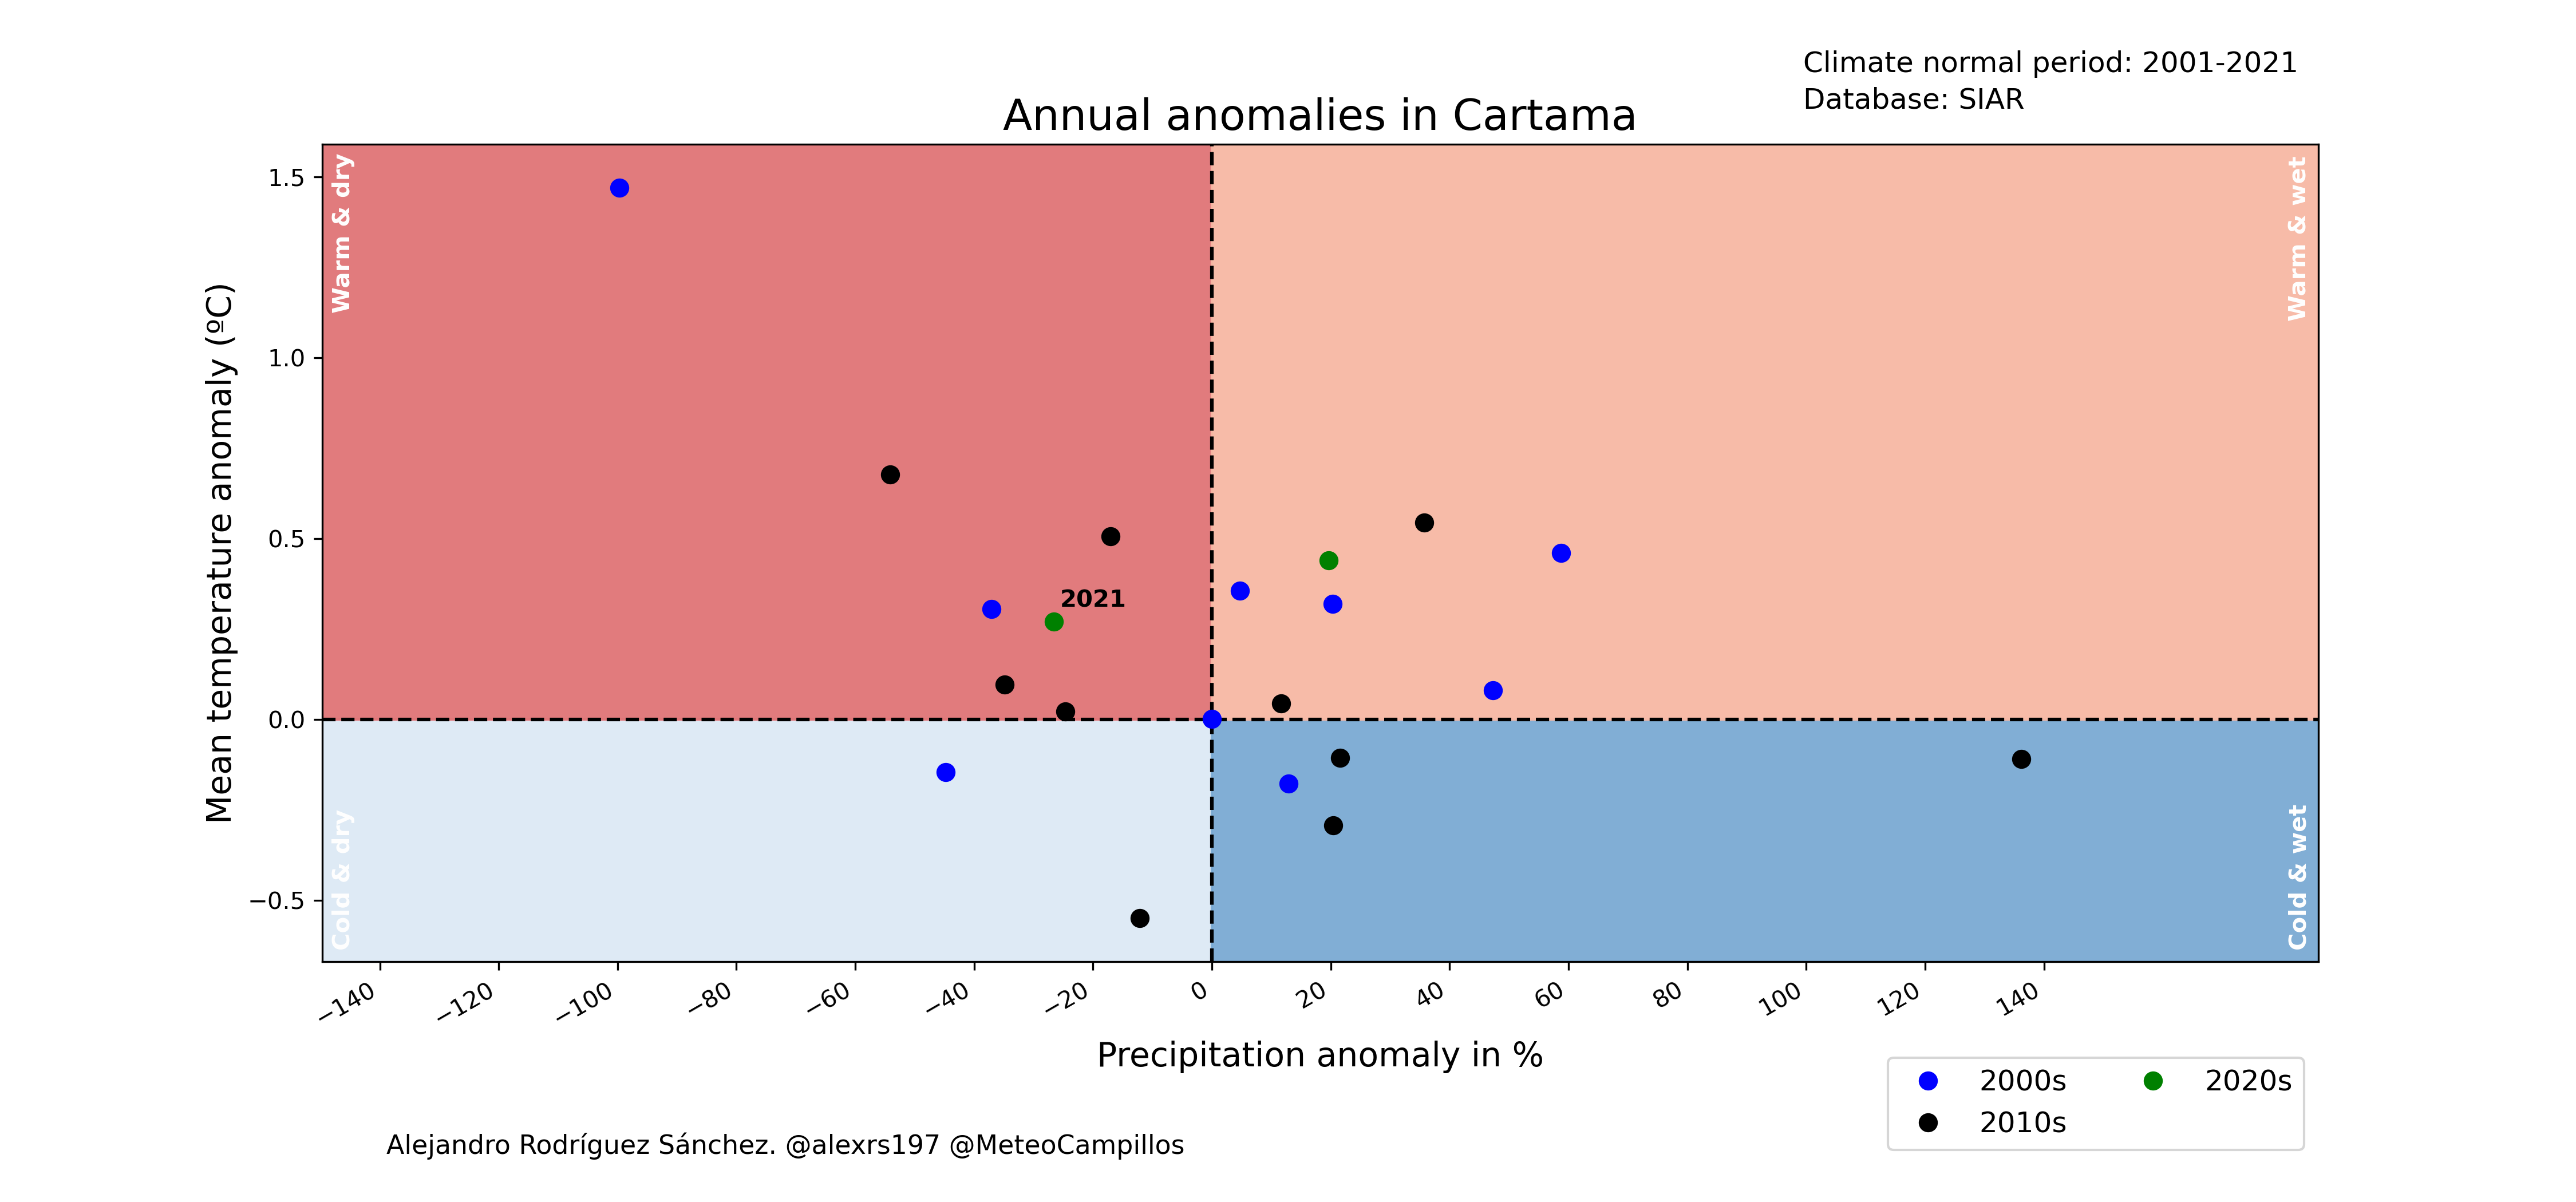 Climate normal period: 2001-2021
Database: SIAR
Annual anomalies in Cartama
Warm & dry
Warm & wet
Cold & dry
Cold & wet
2021
Mean temperature anomaly (ºC)
1.5
1.0
0.5
0.0
−0.5
−140
−120
−100
−80
−60
−40
−20
0
20
40
60
80
100
120
140
Precipitation anomaly in %
2000s
2010s
2020s
Alejandro Rodríguez Sánchez. @alexrs197 @MeteoCampillos